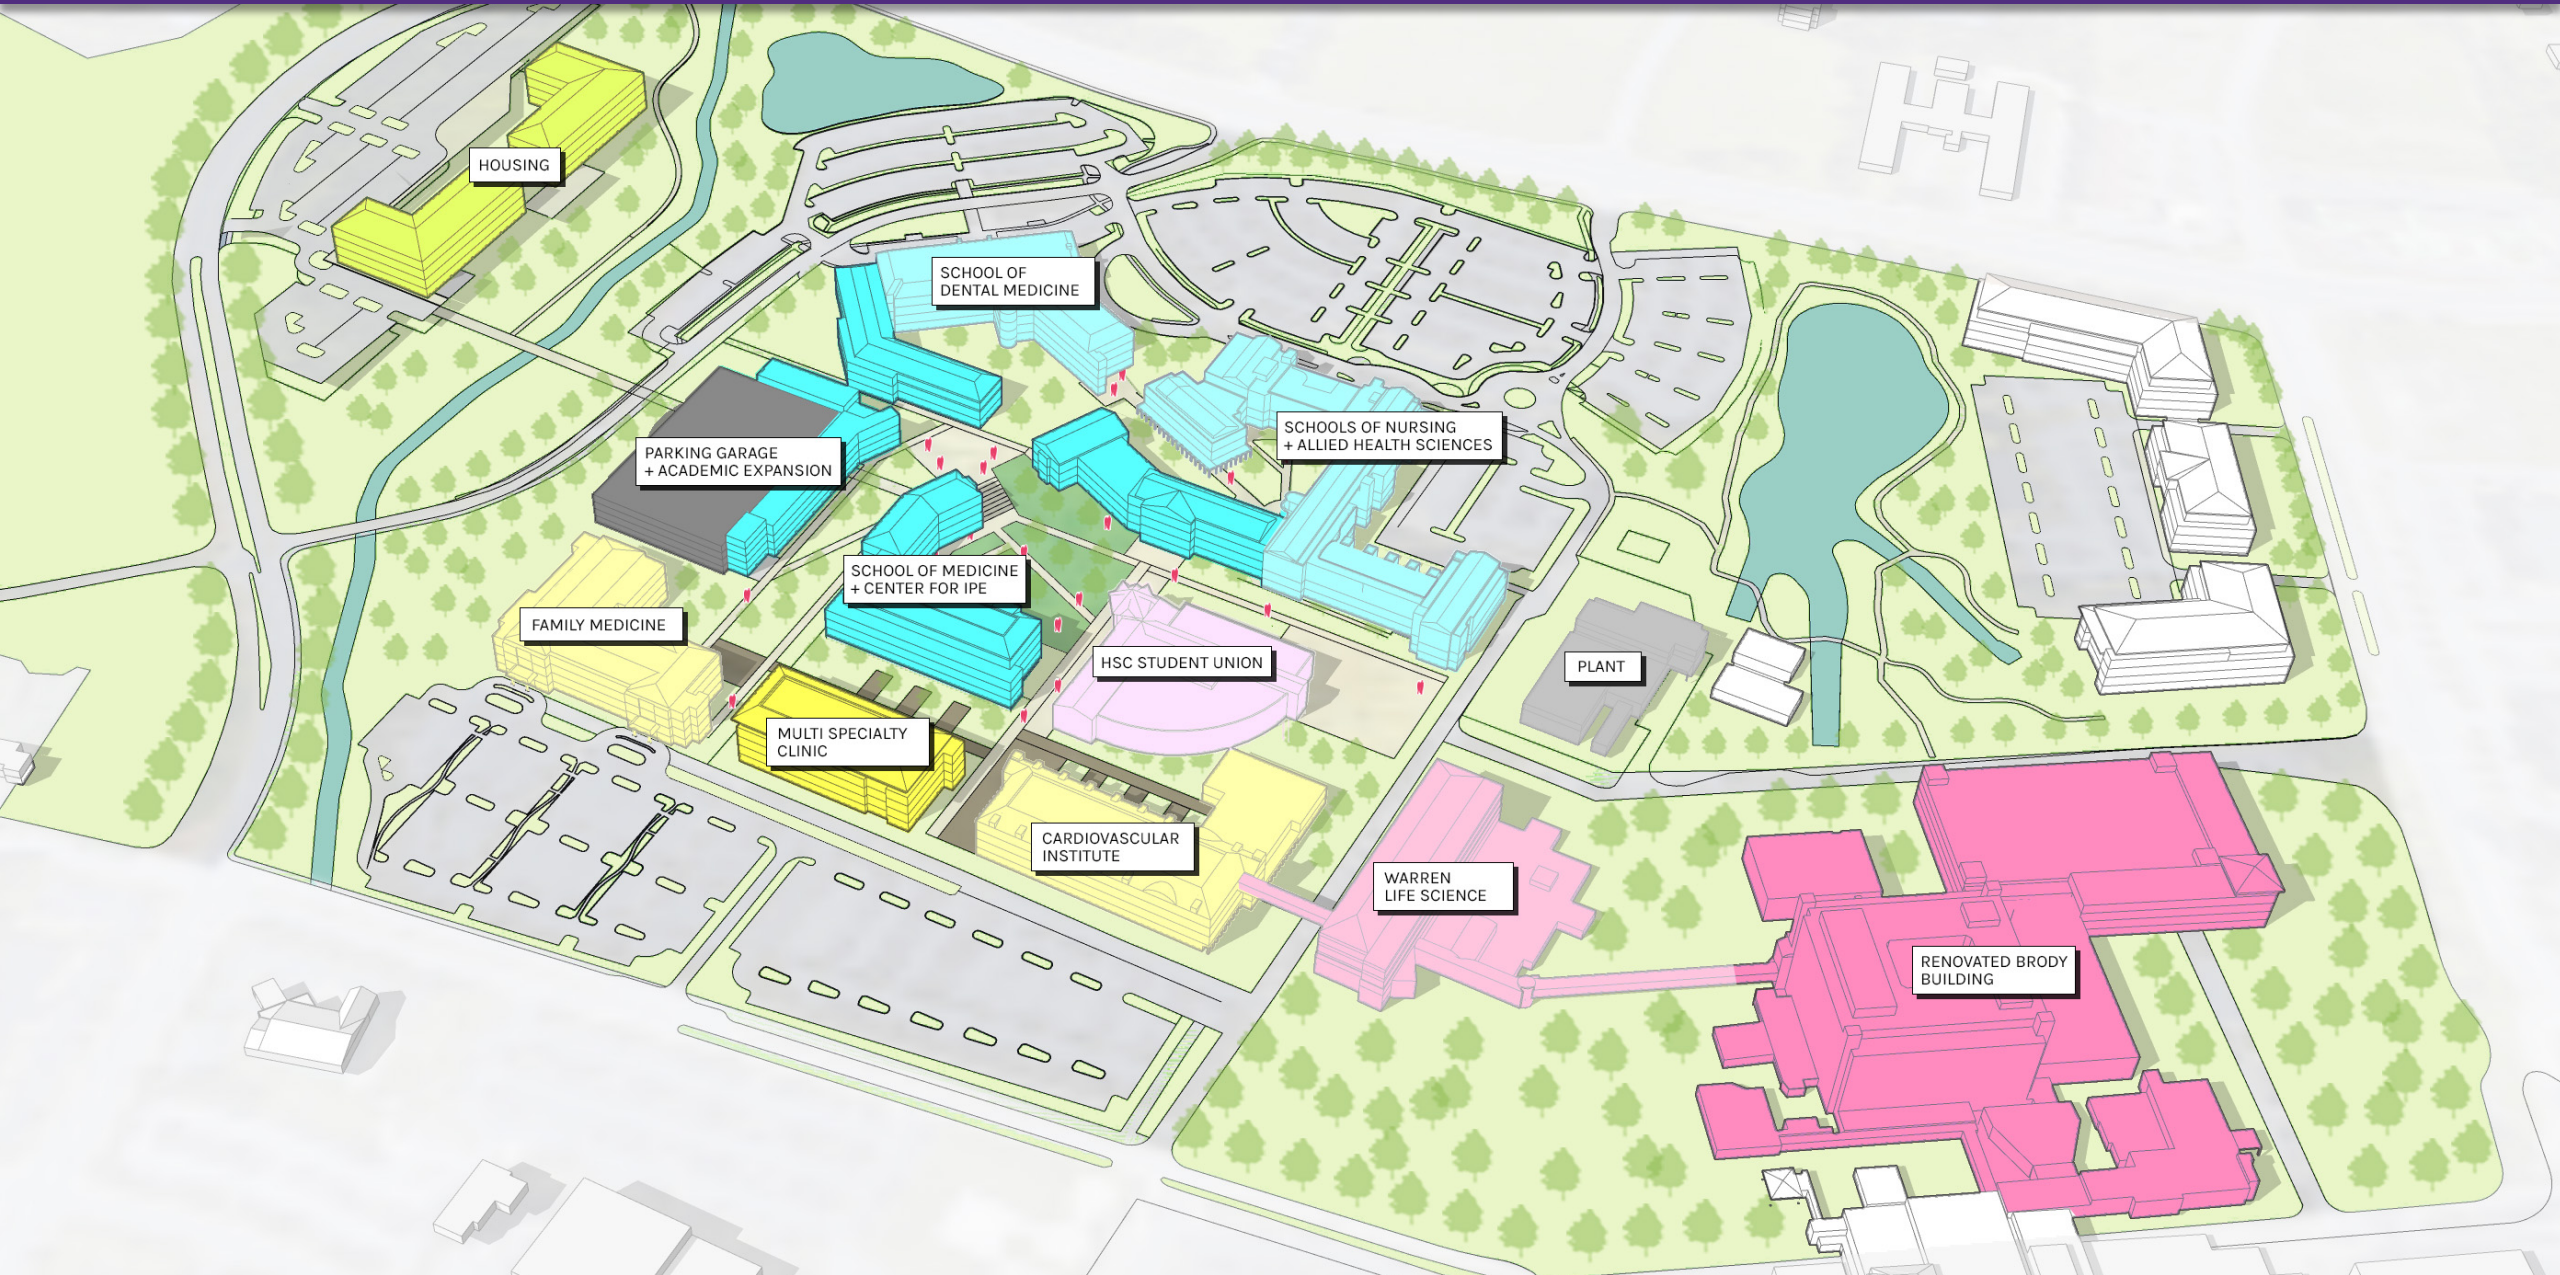 HOUSING
SCHOOL OF
DENTAL MEDICINE
SCHOOLS OF NURSING
+ ALLIED HEALTH SCIENCES
PARKING GARAGE
+ ACADEMIC EXPANSION
SCHOOL OF MEDICINE
+ CENTER FOR IPE
FAMILY MEDICINE
HSC STUDENT UNION
PLANT
MULTI SPECIALTY
CLINIC
CARDIOVASCULAR
INSTITUTE
WARREN
LIFE SCIENCE
RENOVATED BRODY
BUILDING